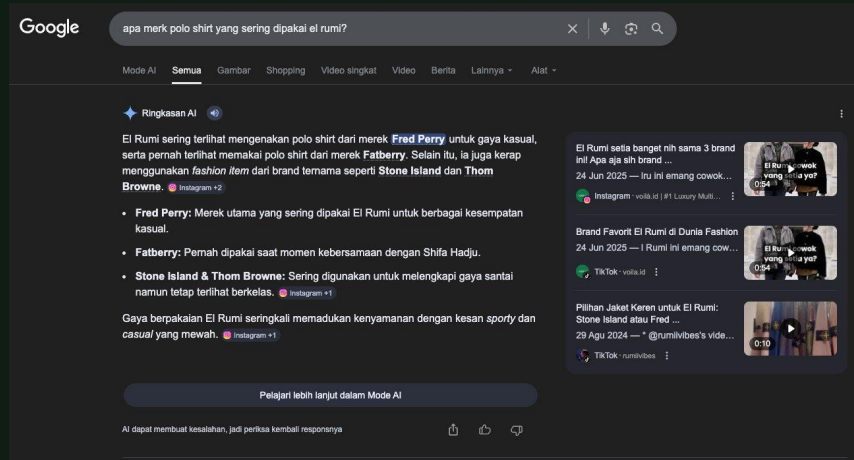 Google
apa merk polo shirt yang sering dipakai el rumi?
Mode AI Semua Gambar Shopping Video singkat Video Berita Lainnya Alat
Ringkasan AI
El Rumi sering terlihat mengenakan polo shirt dari merek Fred Perry untuk gaya kasual,
serta pernah terlihat memakai polo shirt dari merek Fatberry. Selain itu, ia juga kerap
menggunakan fashion item dari brand ternama seperti Stone Island dan Thom
Browne. Instagram +2
• Fred Perry: Merek utama yang sering dipakai El Rumi untuk berbagai kesempatan
kasual.
• Fatberry: Pernah dipakai saat momen kebersamaan dengan Shifa Hadju.
• Stone Island & Thom Browne: Sering digunakan untuk melengkapi gaya santai
namun tetap terlihat berkelas. Instagram +1
Gaya berpakaian El Rumi seringkali memadukan kenyamanan dengan kesan sporty dan
casual yang mewah. Instagram +1
Pelajari lebih lanjut dalam Mode AI
AI dapat membuat kesalahan, jadi periksa kembali responsnya
El Rumi setia banget nih sama 3 brand
ini! Apa aja sih brand ...
24 Jun 2025 — Iru ini emang cowok...
Instagram · voilà.id | #1 Luxury Multi...
El Rumi cowok
yang setia ya?
0:54
Brand Favorit El Rumi di Dunia Fashion
24 Jun 2025 — l Rumi ini emang cow...
TikTok · voila.id
El Rumi cowok
yang setia ya?
0:54
Pilihan Jaket Keren untuk El Rumi:
Stone Island atau Fred ...
29 Agu 2024 — " @rumiivibes's vide...
TikTok · rumiivibes
0:10